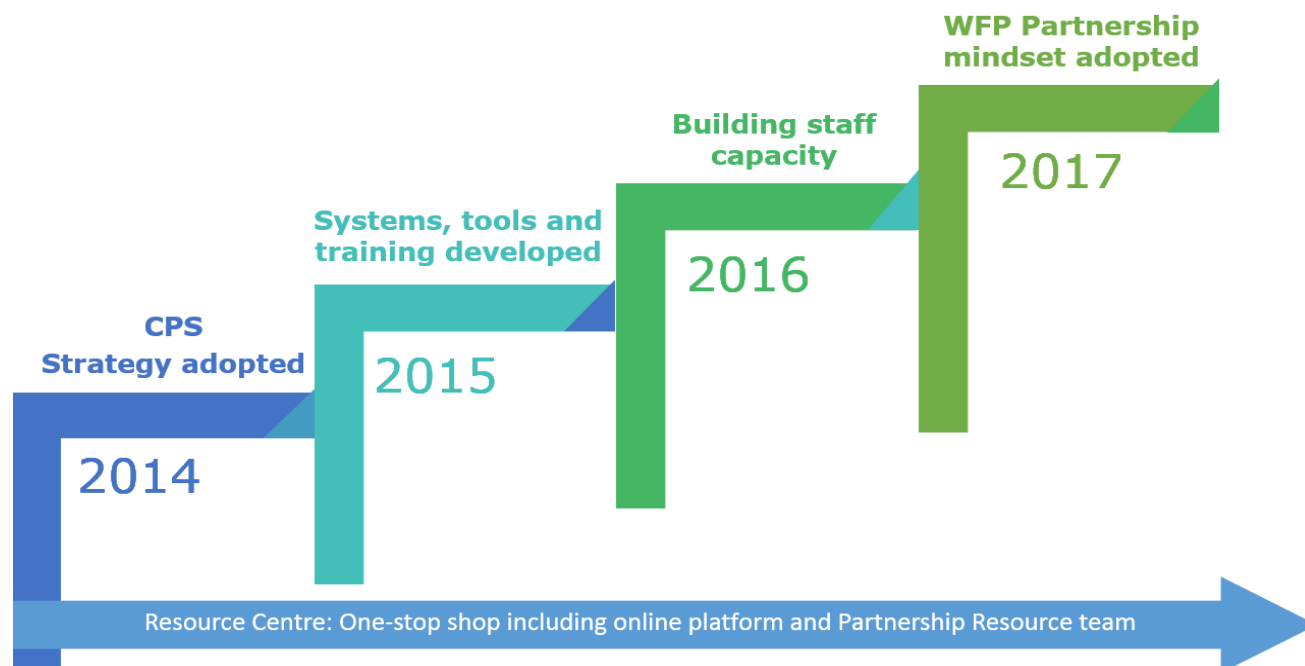 WFP Partnership
mindset adopted
2017
Building staff
capacity
2016
Systems, tools and
training developed
2015
CPS
Strategy adopted
2014
Resource Centre: One-stop shop including online platform and Partnership Resource team